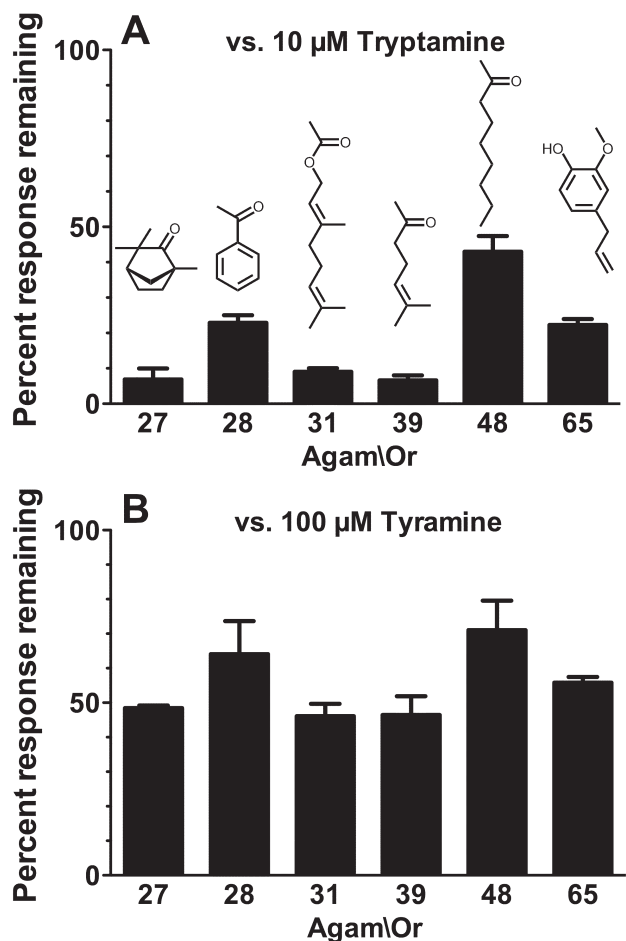 A
vs. 10 µM Tryptamine
Percent response remaining
100
50
0
O
O
O
O
O
O
HO
O
27 28 31 39 48 65
Agam\Or
B
vs. 100 µM Tyramine
Percent response remaining
100
50
0
27 28 31 39 48 65
Agam\Or